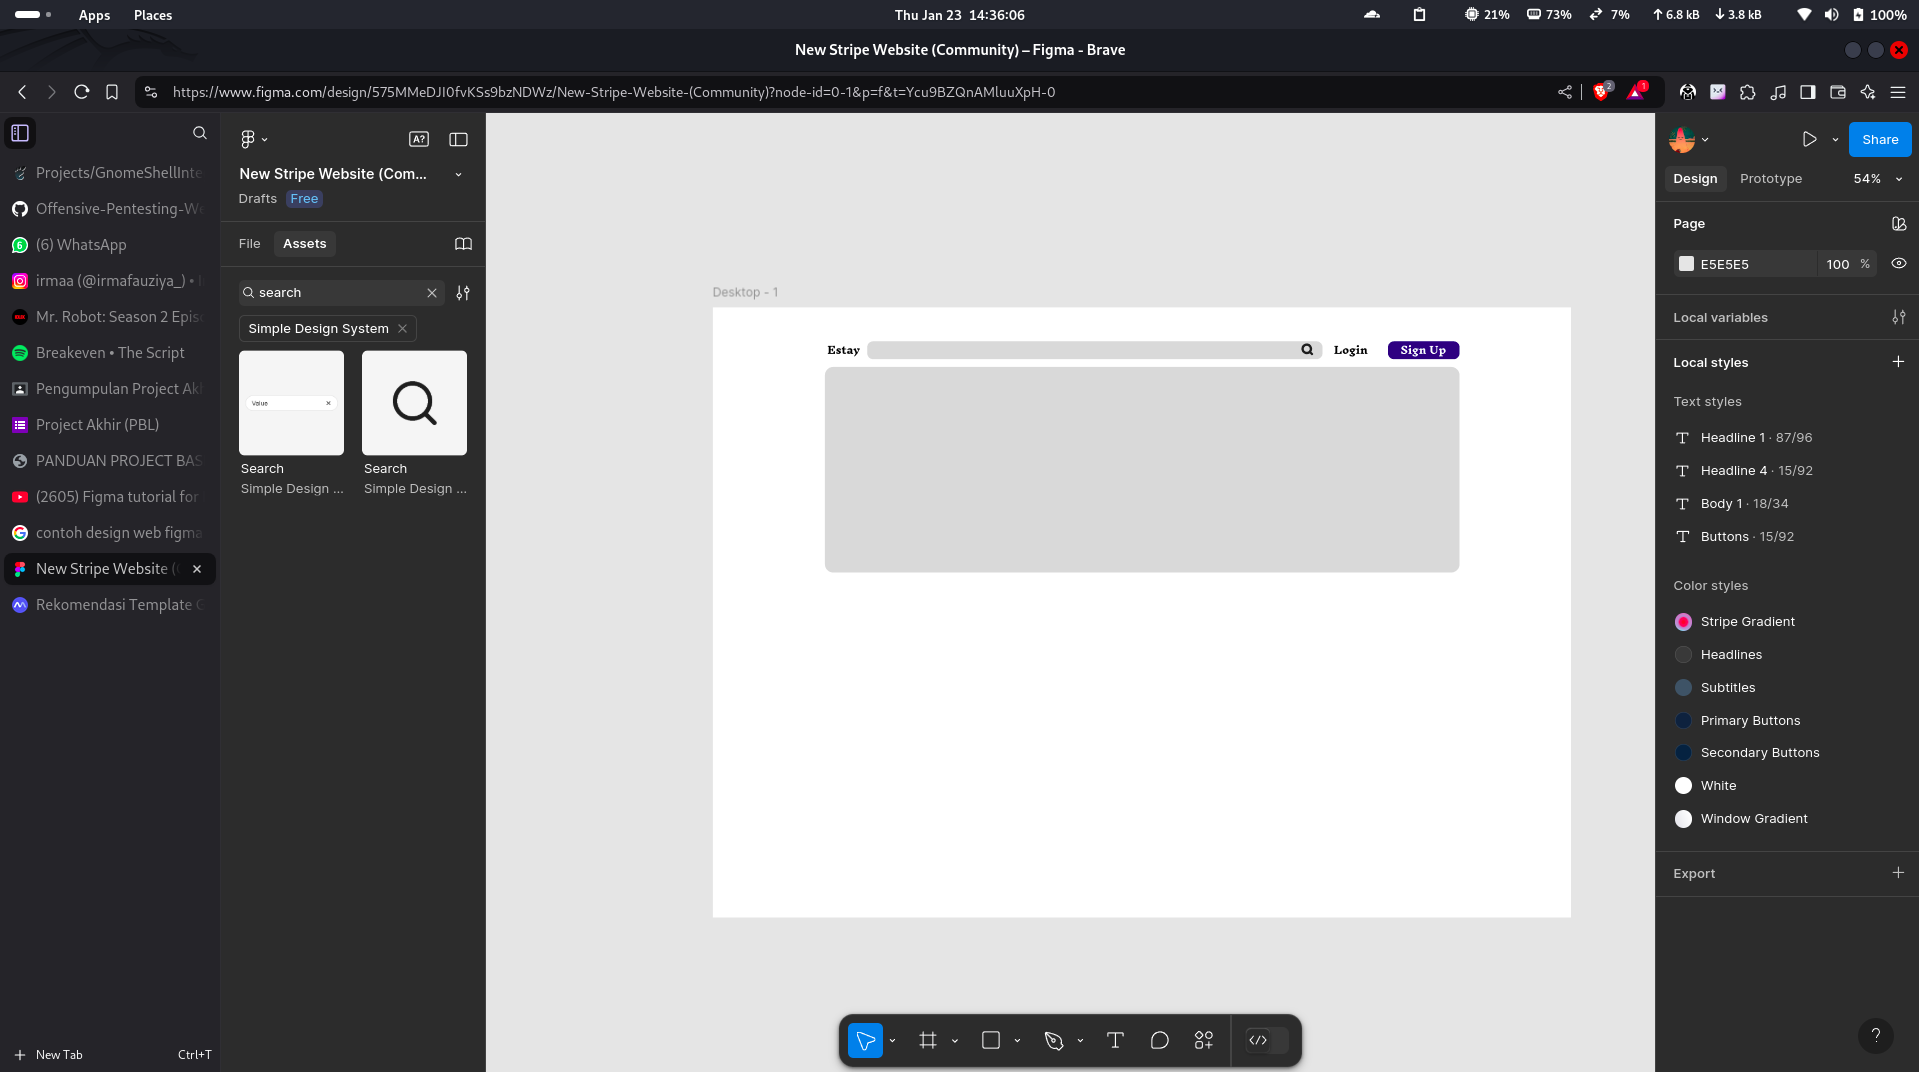 Apps Places
Thu Jan 23 14:36:06
21% 73% 7% 6.8 kB 3.8 kB 100%
New Stripe Website (Community) – Figma - Brave
https://www.figma.com/design/575MMeDJI0fvKSs9bzNDWz/New-Stripe-Website-(Community)?node-id=0-1&p=f&t=Ycu9BZQnAMluuXpH-0
2
1
Projects/GnomeShellInte
Offensive-Pentesting-We
(6) WhatsApp
irmaa (@irmafauziya_) •
Mr. Robot: Season 2 Epis
Breakeven • The Script
Pengumpulan Project Ak
Project Akhir (PBL)
PANDUAN PROJECT BAS
(2605) Figma tutorial for
contoh design web figma
New Stripe Website (
Rekomendasi Template G
New Tab Ctrl+T
A?
New Stripe Website (Com...
Drafts Free
File Assets
search
Simple Design System
Value
Search Search
Simple Design ... Simple Design ...
Desktop - 1
Estay Login Sign Up
Share
Design Prototype 54%
Page
E5E5E5 100 %
Local variables
Local styles
Text styles
Headline 1 · 87/96
Headline 4 · 15/92
Body 1 · 18/34
Buttons · 15/92
Color styles
Stripe Gradient
Headlines
Subtitles
Primary Buttons
Secondary Buttons
White
Window Gradient
Export
?